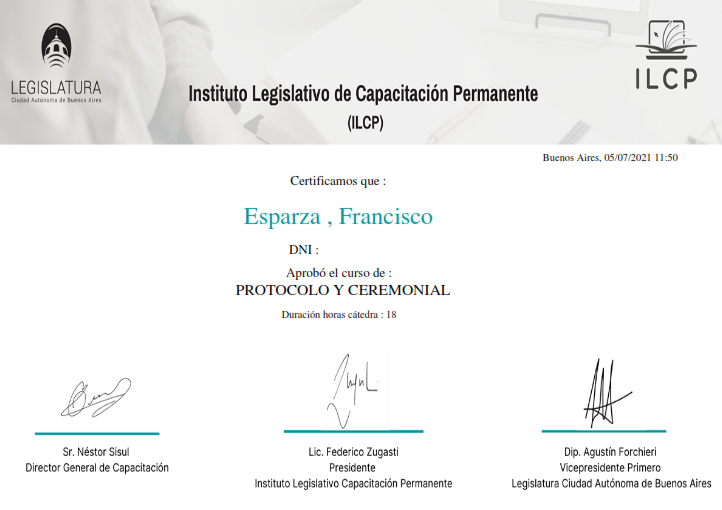 LEGISLATURA
Ciudad Autónoma de Buenos Aires
ILCP
Instituto Legislativo de Capacitación Permanente
(ILCP)
Buenos Aires, 05/07/2021 11:50
Certificamos que :
Esparza , Francisco
DNI :
Aprobó el curso de :
PROTOCOLO Y CEREMONIAL
Duración horas cátedra : 18
Sr. Néstor Sisul
Director General de Capacitación
Lic. Federico Zugasti
Presidente
Instituto Legislativo Capacitación Permanente
Dip. Agustín Forchieri
Vicepresidente Primero
Legislatura Ciudad Autónoma de Buenos Aires